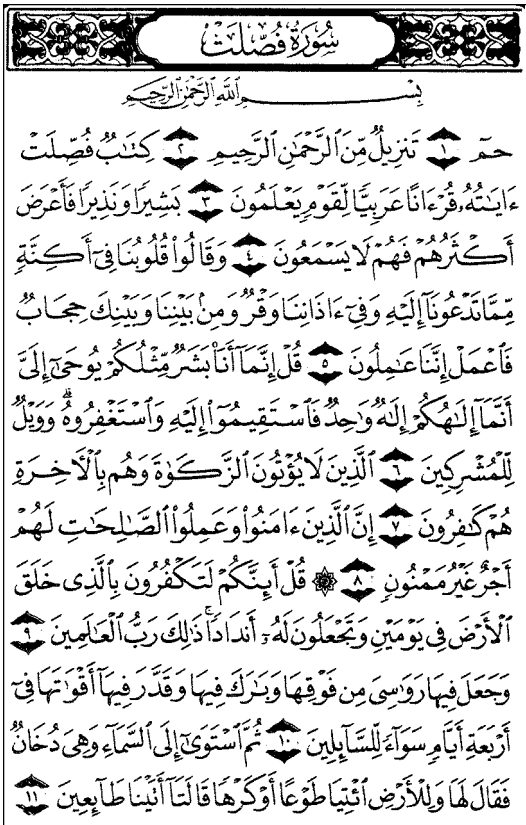 سُورَةُ فُصِّلَتْ
بِسْمِ ٱللَّهِ ٱلرَّحْمَٰنِ ٱلرَّحِيمِ
حمٓ ١ تَنزِيلٌ مِّنَ ٱلرَّحْمَٰنِ ٱلرَّحِيمِ ٢ كِتَٰبٌ فُصِّلَتْ
ءَايَٰتُهُۥ قُرْءَانًا عَرَبِيًّا لِّقَوْمٍ يَعْلَمُونَ ٣ بَشِيرًا وَنَذِيرًا فَأَعْرَضَ
أَكْثَرُهُمْ فَهُمْ لَا يَسْمَعُونَ ٤ وَقَالُوا۟ قُلُوبُنَا فِىٓ أَكِنَّةٍ
مِّمَّا تَدْعُونَآ إِلَيْهِ وَفِىٓ ءَاذَانِنَا وَقْرٌ وَمِنۢ بَيْنِنَا وَبَيْنِكَ حِجَابٌ
فَٱعْمَلْ إِنَّنَا عَٰمِلُونَ ٥ قُلْ إِنَّمَآ أَنَا۠ بَشَرٌ مِّثْلُكُمْ يُوحَىٰٓ إِلَىَّ
أَنَّمَآ إِلَٰهُكُمْ إِلَٰهٌ وَٰحِدٌ فَٱسْتَقِيمُوٓا۟ إِلَيْهِ وَٱسْتَغْفِرُوهُ ۗ وَوَيْلٌ
لِّلْمُشْرِكِينَ ٦ ٱلَّذِينَ لَا يُؤْتُونَ ٱلزَّكَوٰةَ وَهُم بِٱلْءَاخِرَةِ
هُمْ كَٰفِرُونَ ٧ إِنَّ ٱلَّذِينَ ءَامَنُوا۟ وَعَمِلُوا۟ ٱلصَّٰلِحَٰتِ لَهُمْ
أَجْرٌ غَيْرُ مَمْنُونٍ ٨ ۞ قُلْ أَئِنَّكُمْ لَتَكْفُرُونَ بِٱلَّذِى خَلَقَ
ٱلْأَرْضَ فِى يَوْمَيْنِ وَتَجْعَلُونَ لَهُۥٓ أَندَادًا ۚ ذَٰلِكَ رَبُّ ٱلْعَٰلَمِينَ ٩
وَجَعَلَ فِيهَا رَوَٰسِىَ مِن فَوْقِهَا وَبَٰرَكَ فِيهَا وَقَدَّرَ فِيهَآ أَقْوَٰتَهَا فِىٓ
أَرْبَعَةِ أَيَّامٍ سَوَآءً لِّلسَّآئِلِينَ ١٠ ثُمَّ ٱسْتَوَىٰٓ إِلَى ٱلسَّمَآءِ وَهِىَ دُخَانٌ
فَقَالَ لَهَا وَلِلْأَرْضِ ٱئْتِيَا طَوْعًا أَوْ كَرْهًا قَالَتَآ أَتَيْنَا طَآئِعِينَ ١١